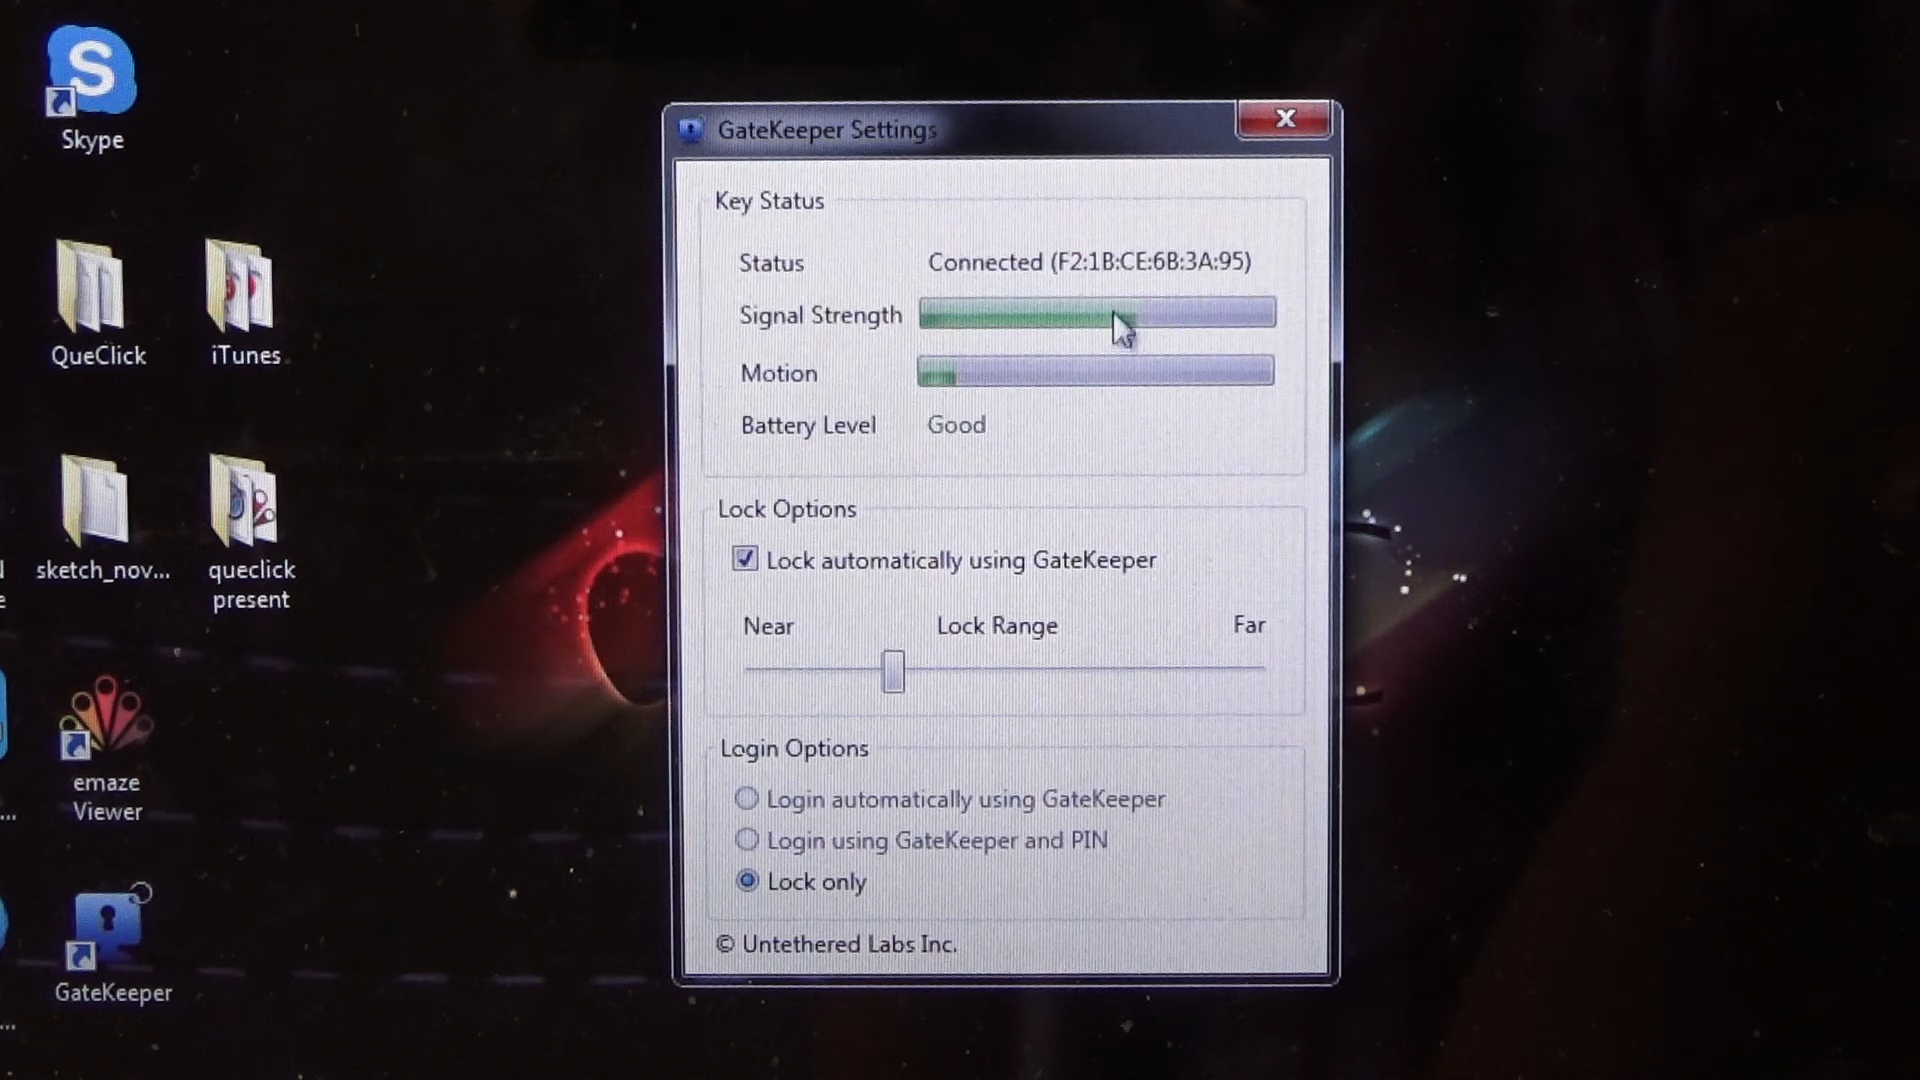 Skype
QueClick
iTunes
sketch_nov...
queclick
present
emaze
Viewer
GateKeeper
GateKeeper Settings
Key Status
Status Connected (F2:1B:CE:6B:3A:95)
Signal Strength
Motion
Battery Level Good
Lock Options
Lock automatically using GateKeeper
Near Lock Range Far
Login Options
Login automatically using GateKeeper
Login using GateKeeper and PIN
Lock only
© Untethered Labs Inc.